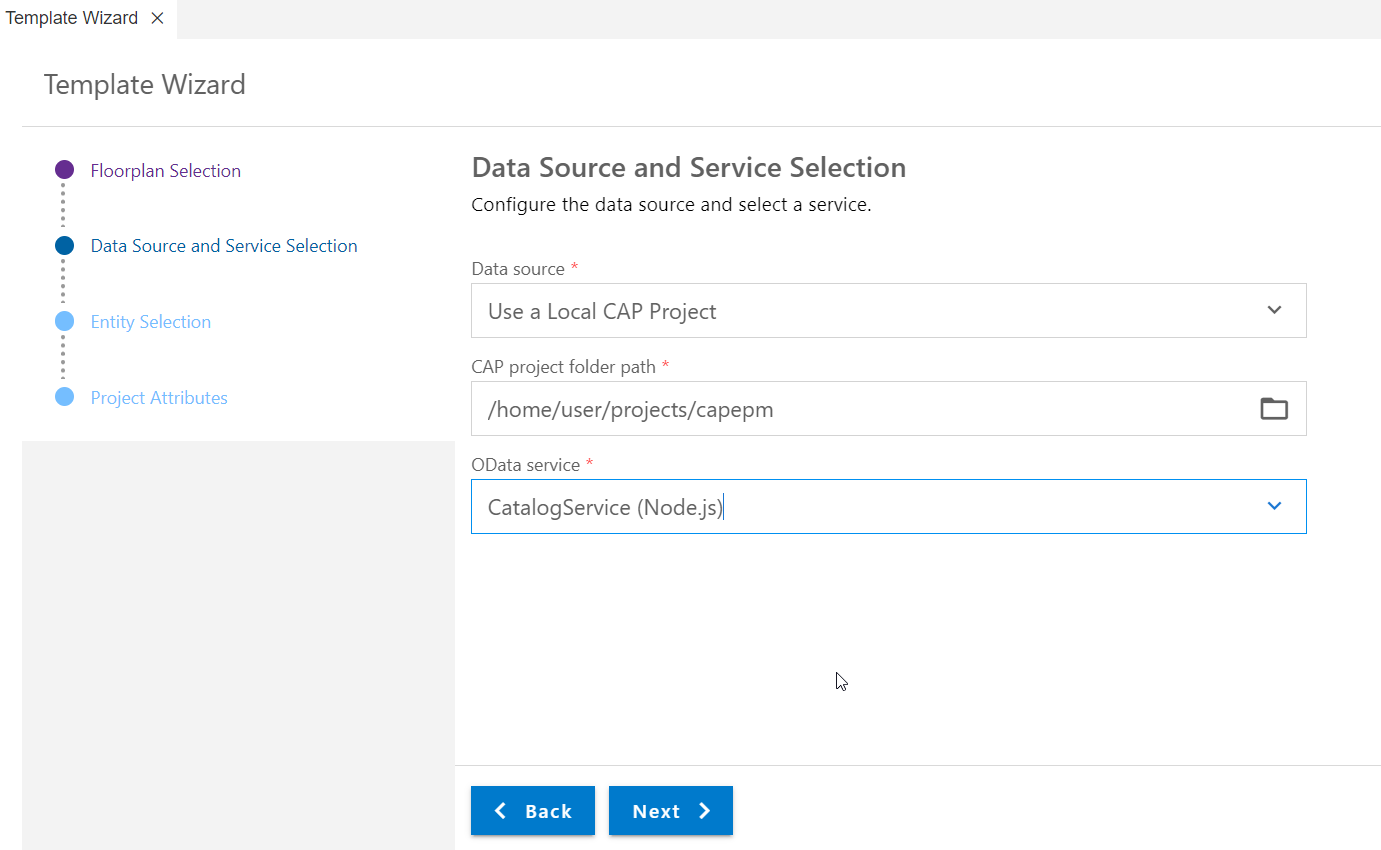 Template Wizard
Template Wizard
Floorplan Selection
Data Source and Service Selection
Entity Selection
Project Attributes
Data Source and Service Selection
Configure the data source and select a service.
Data source *
Use a Local CAP Project
CAP project folder path *
/home/user/projects/capepm
OData service *
CatalogService (Node.js)
Back
Next